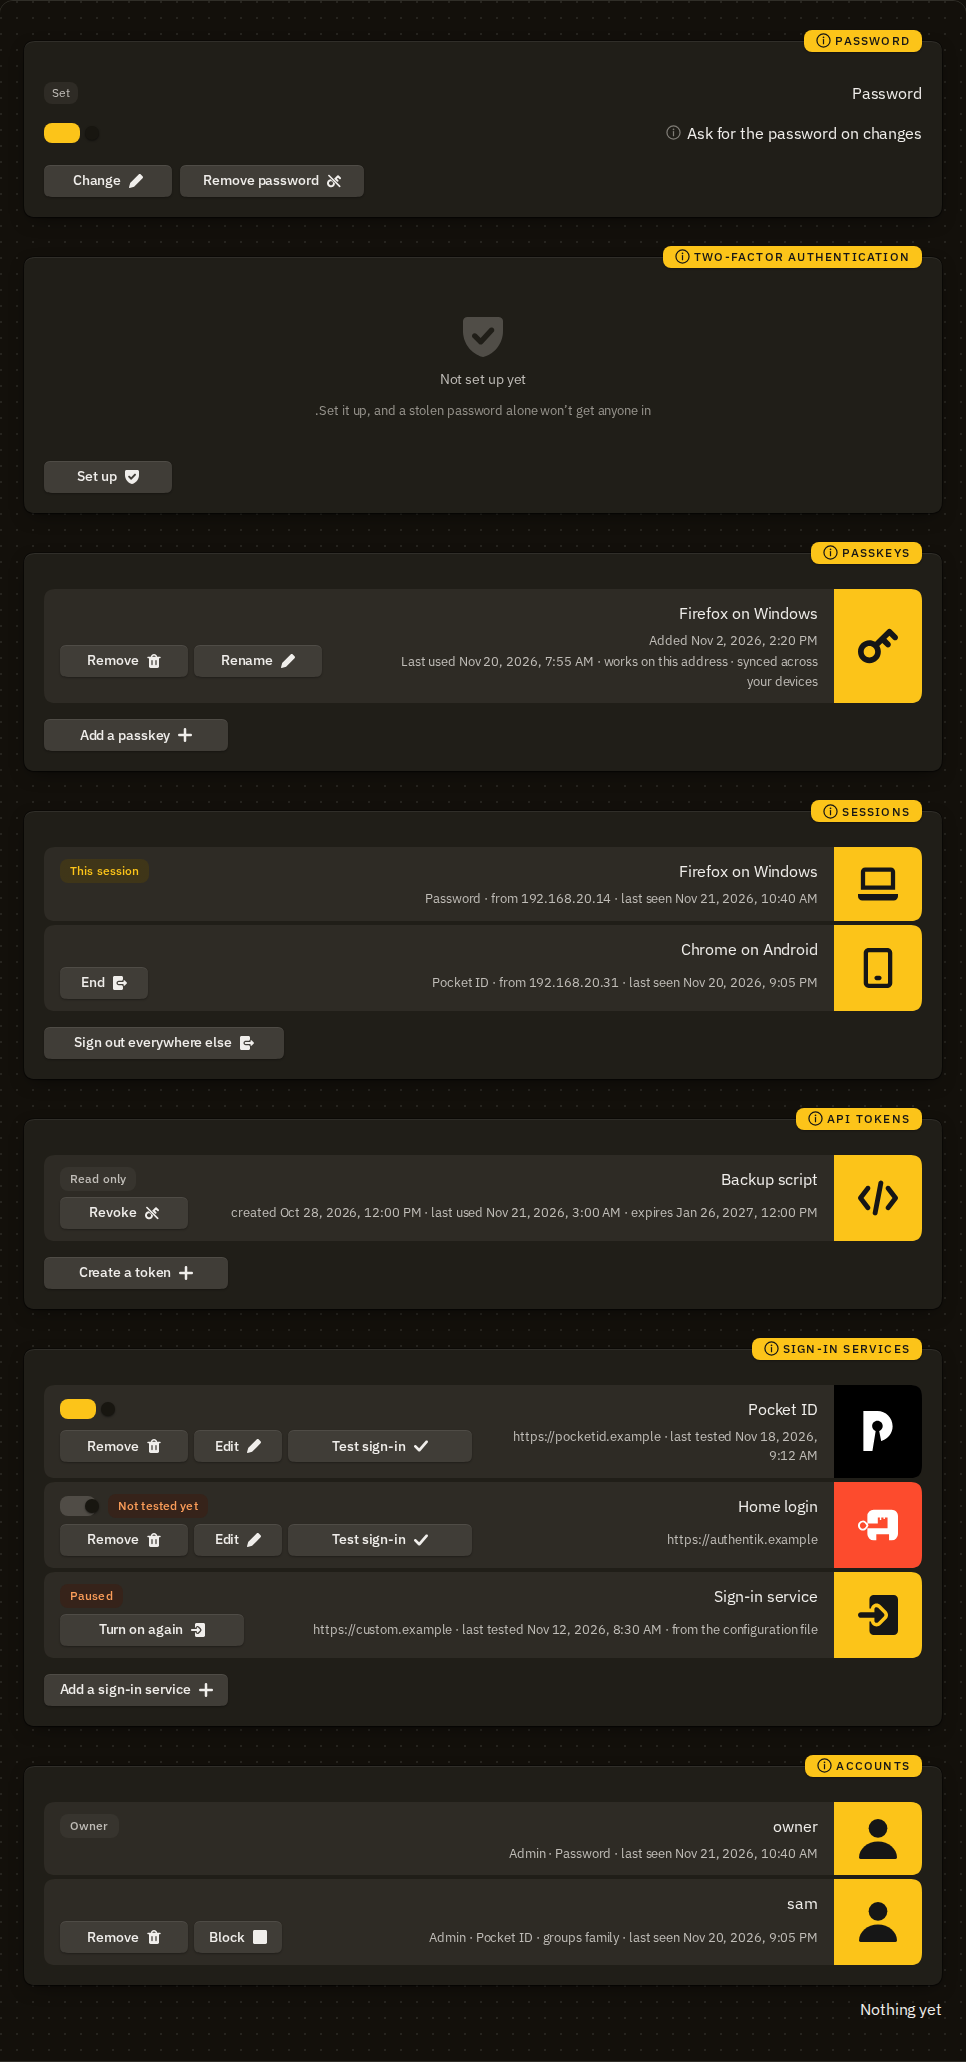 PASSWORD
Password
Set
Ask for the password on changes
Change
Remove password
TWO-FACTOR AUTHENTICATION
Not set up yet
.Set it up, and a stolen password alone won't get anyone in
Set up
PASSKEYS
Firefox on Windows
Added Nov 2, 2026, 2:20 PM
Last used Nov 20, 2026, 7:55 AM · works on this address · synced across
your devices
Rename
Remove
Add a passkey
SESSIONS
Firefox on Windows
This session
Password · from 192.168.20.14 · last seen Nov 21, 2026, 10:40 AM
Chrome on Android
Pocket ID · from 192.168.20.31 · last seen Nov 20, 2026, 9:05 PM
End
Sign out everywhere else
API TOKENS
Backup script
Read only
created Oct 28, 2026, 12:00 PM · last used Nov 21, 2026, 3:00 AM · expires Jan 26, 2027, 12:00 PM
Revoke
Create a token
SIGN-IN SERVICES
Pocket ID
https://pocketid.example · last tested Nov 18, 2026,
9:12 AM
Test sign-in
Edit
Remove
Home login
Not tested yet
https://authentik.example
Test sign-in
Edit
Remove
Sign-in service
Paused
https://custom.example · last tested Nov 12, 2026, 8:30 AM · from the configuration file
Turn on again
Add a sign-in service
ACCOUNTS
owner
Owner
Admin · Password · last seen Nov 21, 2026, 10:40 AM
sam
Admin · Pocket ID · groups family · last seen Nov 20, 2026, 9:05 PM
Block
Remove
Nothing yet